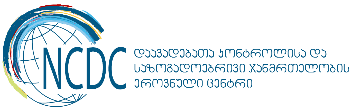 NCDC
დაავადებათა კონტროლისა და
საზოგადოებრივი ჯანმრთელობის
ეროვნული ცენტრი